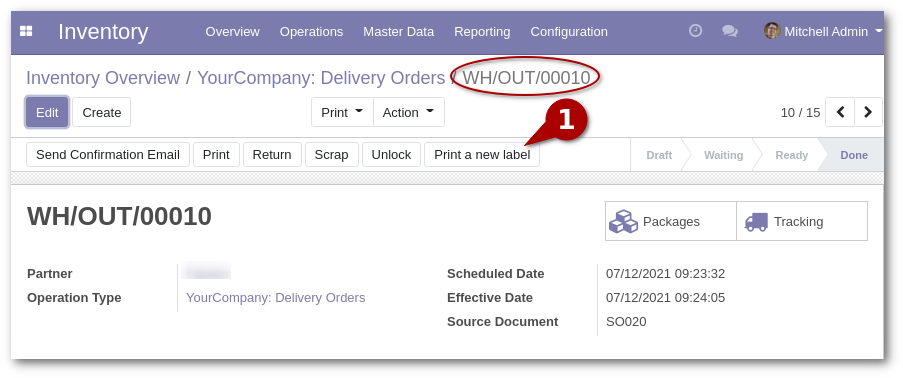 Inventory Overview Operations Master Data Reporting Configuration Mitchell Admin
Inventory Overview / YourCompany: Delivery Orders / WH/OUT/00010
Edit Create Print Action 10 / 15
1
Send Confirmation Email Print Return Scrap Unlock Print a new label Draft Waiting Ready Done
WH/OUT/00010
Packages Tracking
Partner Scheduled Date 07/12/2021 09:23:32
Operation Type YourCompany: Delivery Orders Effective Date 07/12/2021 09:24:05
Source Document SO020